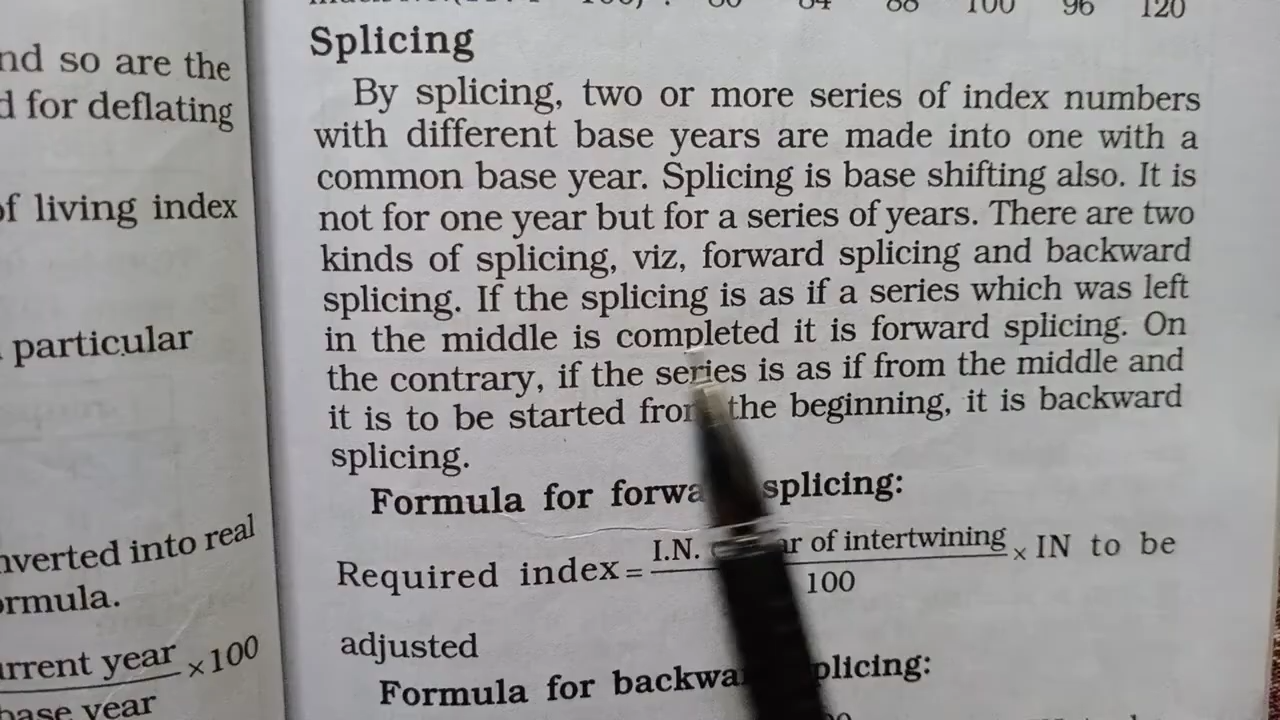 nd so are the
d for deflating
of living index
particular
nverted into real
ormula.
urrent year ×100
base year
88 100 96 120
Splicing
By splicing, two or more series of index numbers
with different base years are made into one with a
common base year. Splicing is base shifting also. It is
not for one year but for a series of years. There are two
kinds of splicing, viz, forward splicing and backward
splicing. If the splicing is as if a series which was left
in the middle is completed it is forward splicing. On
the contrary, if the series is as if from the middle and
it is to be started from the beginning, it is backward
splicing.
Formula for forwa splicing:
I.N. ar of intertwining
Required index = × IN to be
100
adjusted
Formula for backwa plicing: